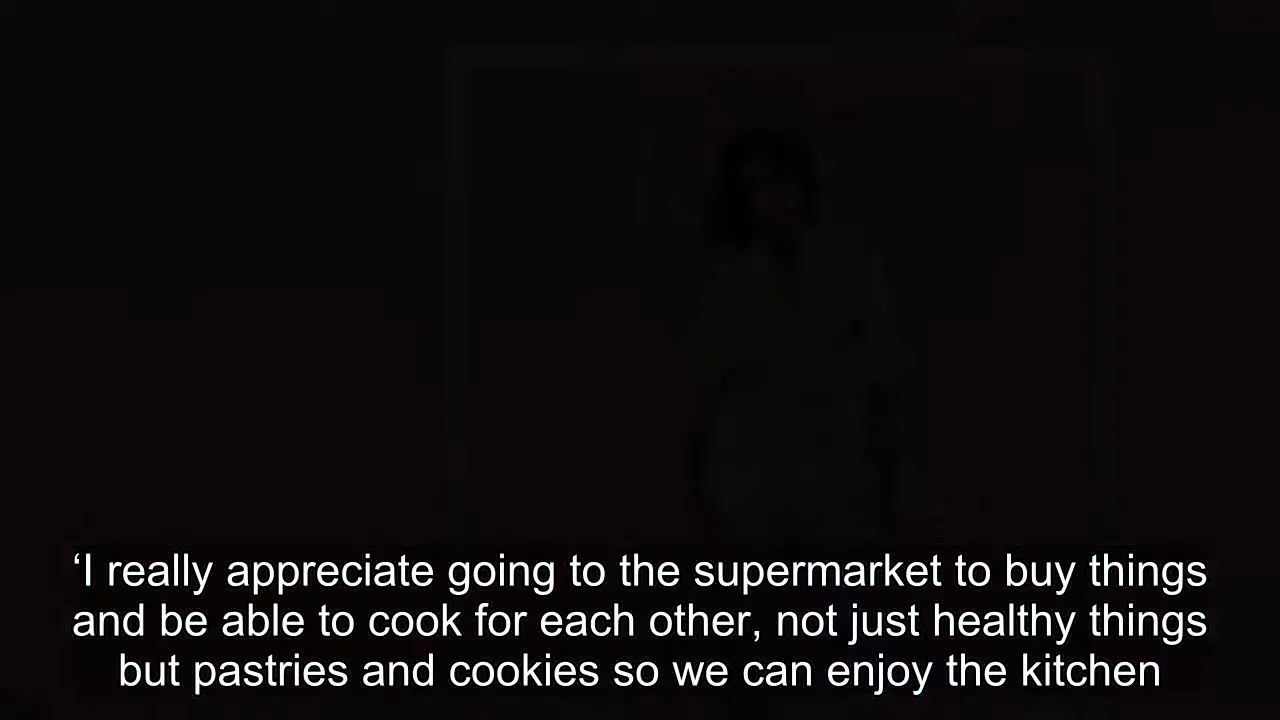 ‘I really appreciate going to the supermarket to buy things
and be able to cook for each other, not just healthy things
but pastries and cookies so we can enjoy the kitchen